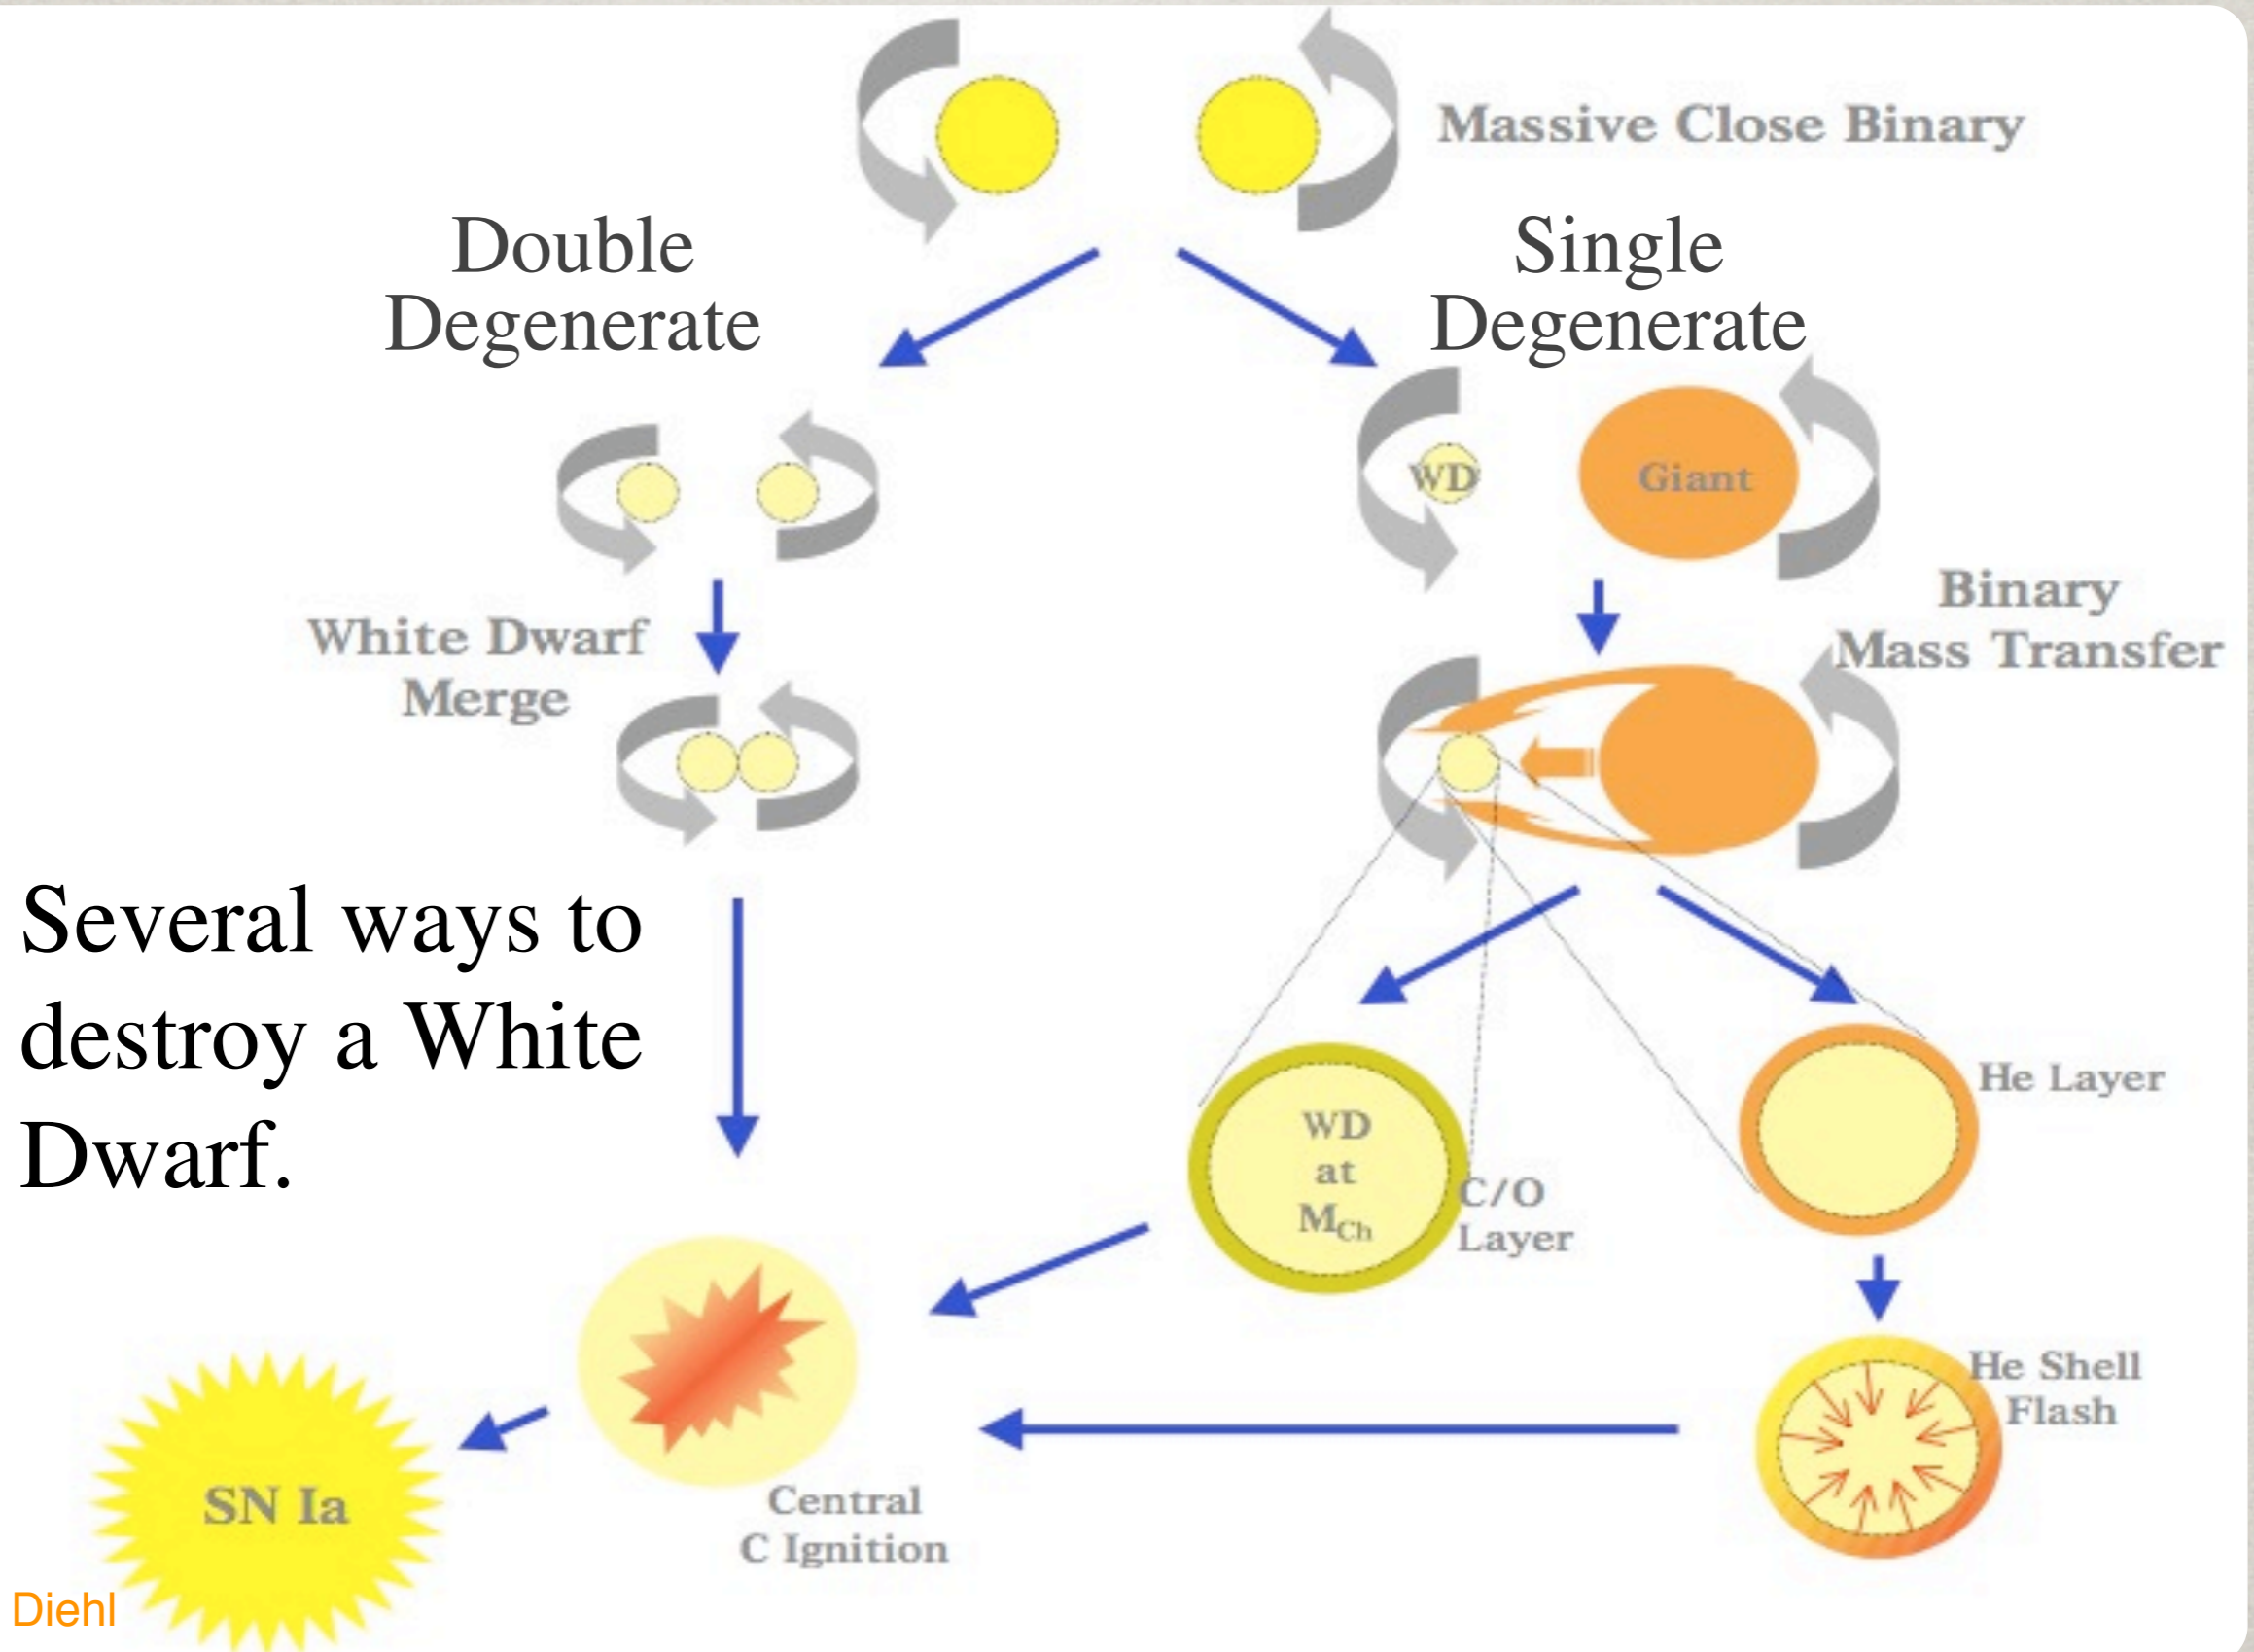 Massive Close Binary
Double
Degenerate
Single
Degenerate
WD
Giant
White Dwarf
Merge
Binary
Mass Transfer
Several ways to
destroy a White
Dwarf.
WD
at
M_Ch
C/O
Layer
He Layer
He Shell
Flash
Central
C Ignition
SN Ia
Diehl